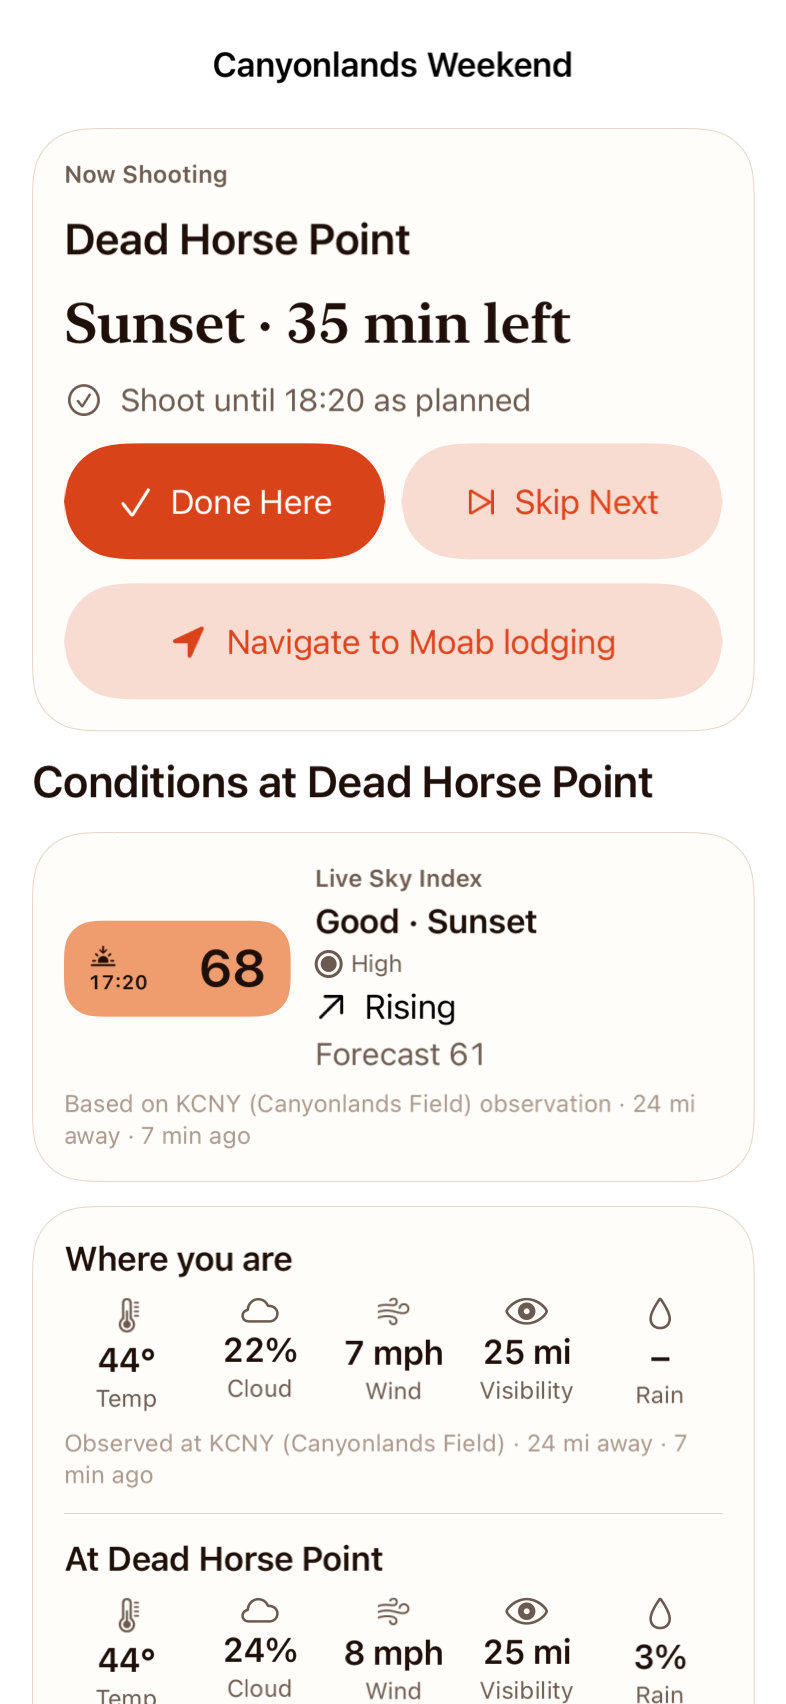 Canyonlands Weekend
Now Shooting
Dead Horse Point
Sunset · 35 min left
Shoot until 18:20 as planned
Done Here
Skip Next
Navigate to Moab lodging
Conditions at Dead Horse Point
Live Sky Index
Good · Sunset
17:20
68
High
Rising
Forecast 61
Based on KCNY (Canyonlands Field) observation · 24 mi
away · 7 min ago
Where you are
44° 22% 7 mph 25 mi –
Temp Cloud Wind Visibility Rain
Observed at KCNY (Canyonlands Field) · 24 mi away · 7
min ago
At Dead Horse Point
44° 24% 8 mph 25 mi 3%
Temp Cloud Wind Visibility Rain